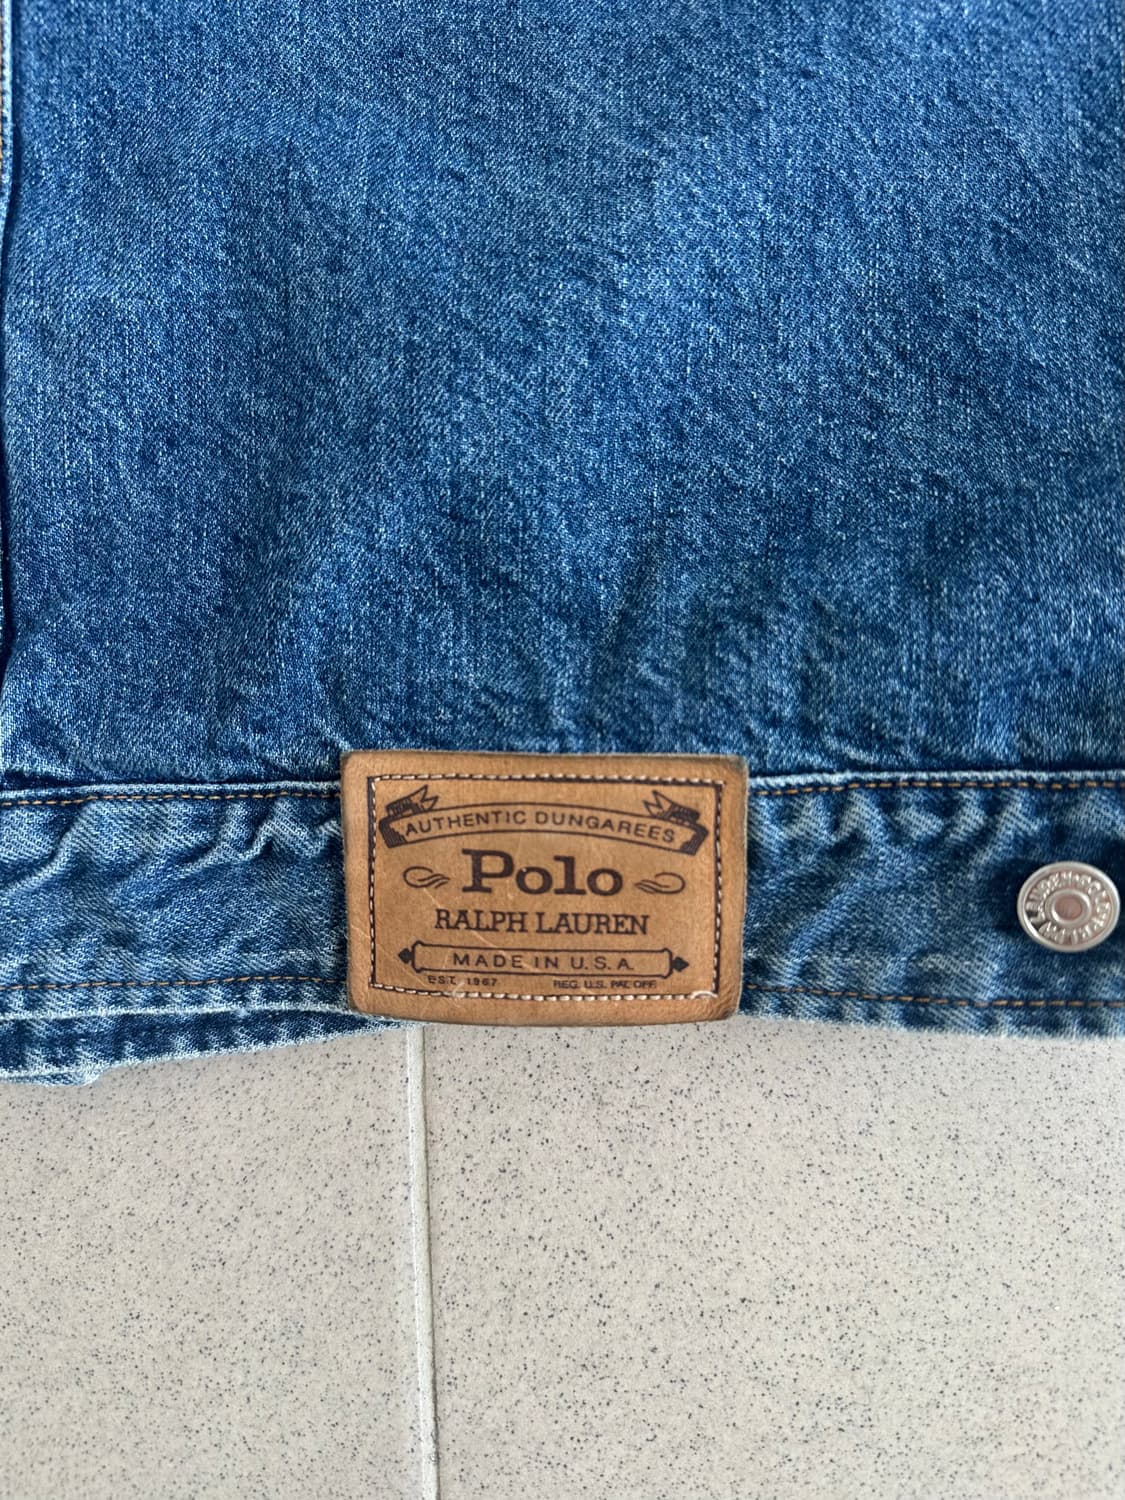 AUTHENTIC DUNGAREES
Polo
RALPH LAUREN
MADE IN U.S.A.
EST. 1967 REG. U.S. PAT. OFF.